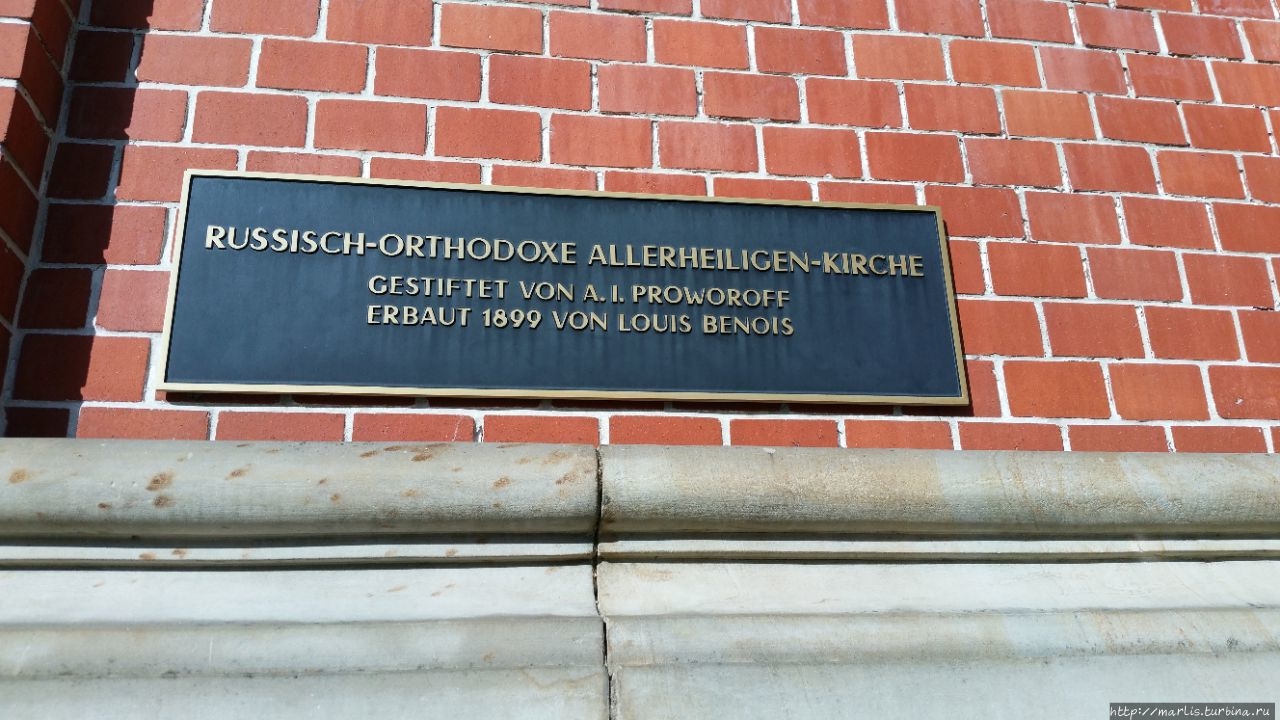 RUSSISCH-ORTHODOXE ALLERHEILIGEN-KIRCHE
GESTIFTET VON A. I. PROWOROFF
ERBAUT 1899 VON LOUIS BENOIS
http://marlis.turbina.ru